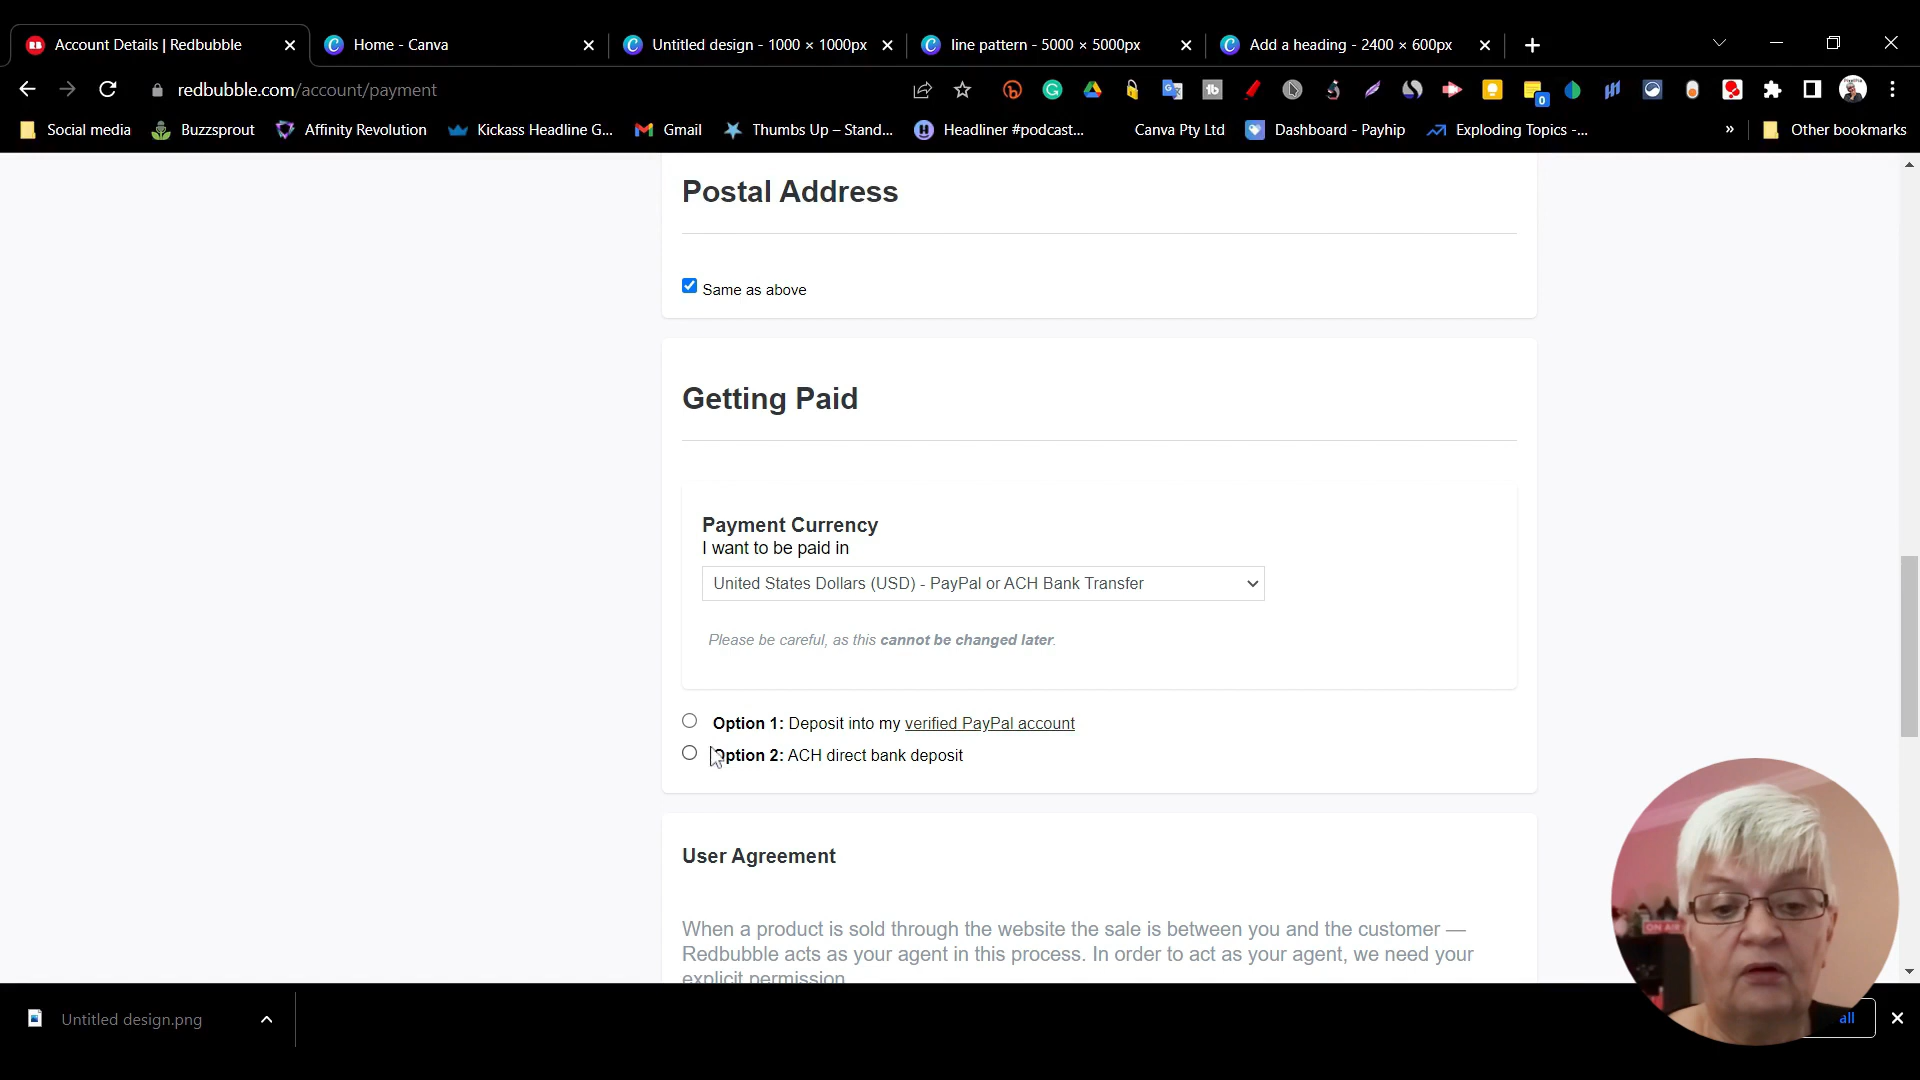 Account Details | Redbubble
Home - Canva
Untitled design - 1000 × 1000px
line pattern - 5000 × 5000px
Add a heading - 2400 × 600px
redbubble.com/account/payment
0
Social media
Buzzsprout
Affinity Revolution
Kickass Headline G...
Gmail
Thumbs Up – Stand...
Headliner #podcast...
Canva Pty Ltd
Dashboard - Payhip
Exploding Topics -...
»
Other bookmarks
Postal Address
Same as above
Getting Paid
Payment Currency
I want to be paid in
United States Dollars (USD) - PayPal or ACH Bank Transfer
Please be careful, as this cannot be changed later.
Option 1: Deposit into my verified PayPal account
Option 2: ACH direct bank deposit
User Agreement
When a product is sold through the website the sale is between you and the customer —
Redbubble acts as your agent in this process. In order to act as your agent, we need your
explicit permission
ON AIR
Untitled design.png
all